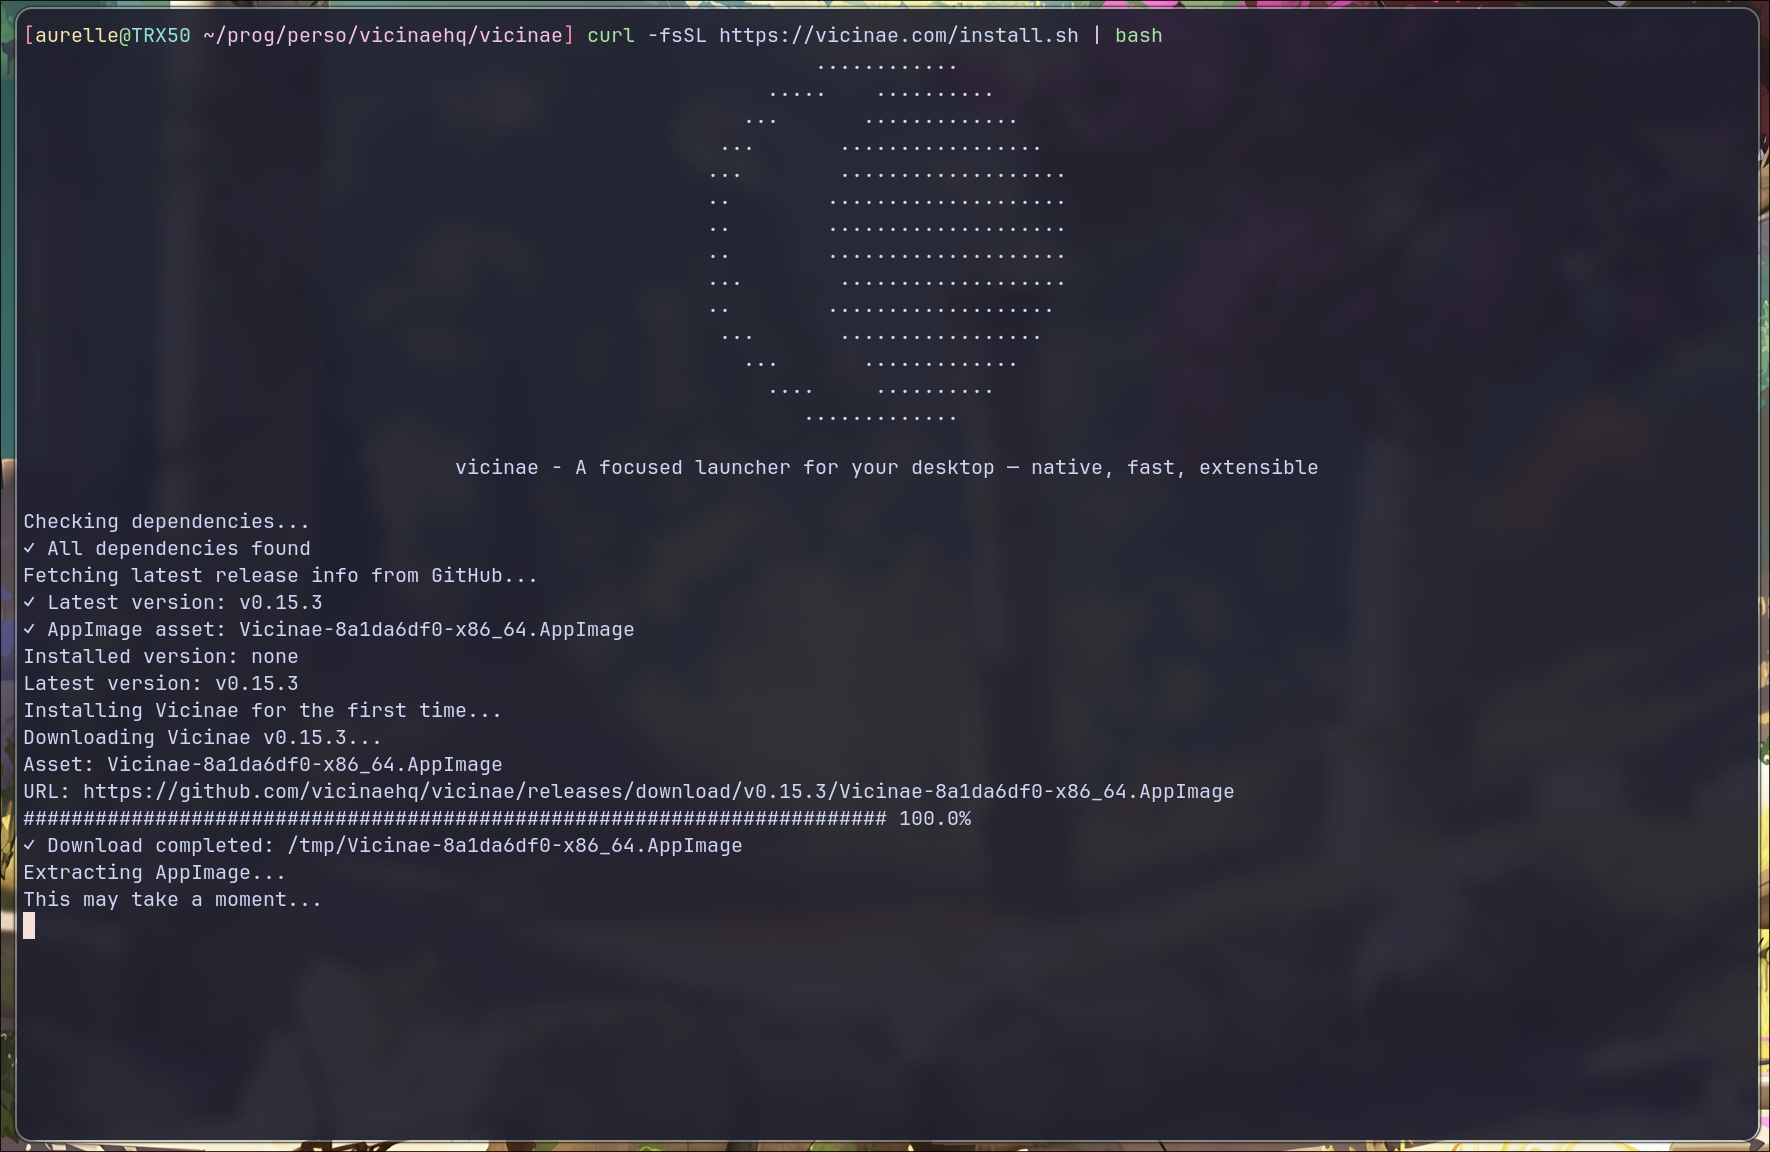 [aurelle@TRX50 ~/prog/perso/vicinaehq/vicinae] curl -fsSL https://vicinae.com/install.sh | bash
vicinae - A focused launcher for your desktop — native, fast, extensible
Checking dependencies...
✓ All dependencies found
Fetching latest release info from GitHub...
✓ Latest version: v0.15.3
✓ AppImage asset: Vicinae-8a1da6df0-x86_64.AppImage
Installed version: none
Latest version: v0.15.3
Installing Vicinae for the first time...
Downloading Vicinae v0.15.3...
Asset: Vicinae-8a1da6df0-x86_64.AppImage
URL: https://github.com/vicinaehq/vicinae/releases/download/v0.15.3/Vicinae-8a1da6df0-x86_64.AppImage
######################################################################## 100.0%
✓ Download completed: /tmp/Vicinae-8a1da6df0-x86_64.AppImage
Extracting AppImage...
This may take a moment...